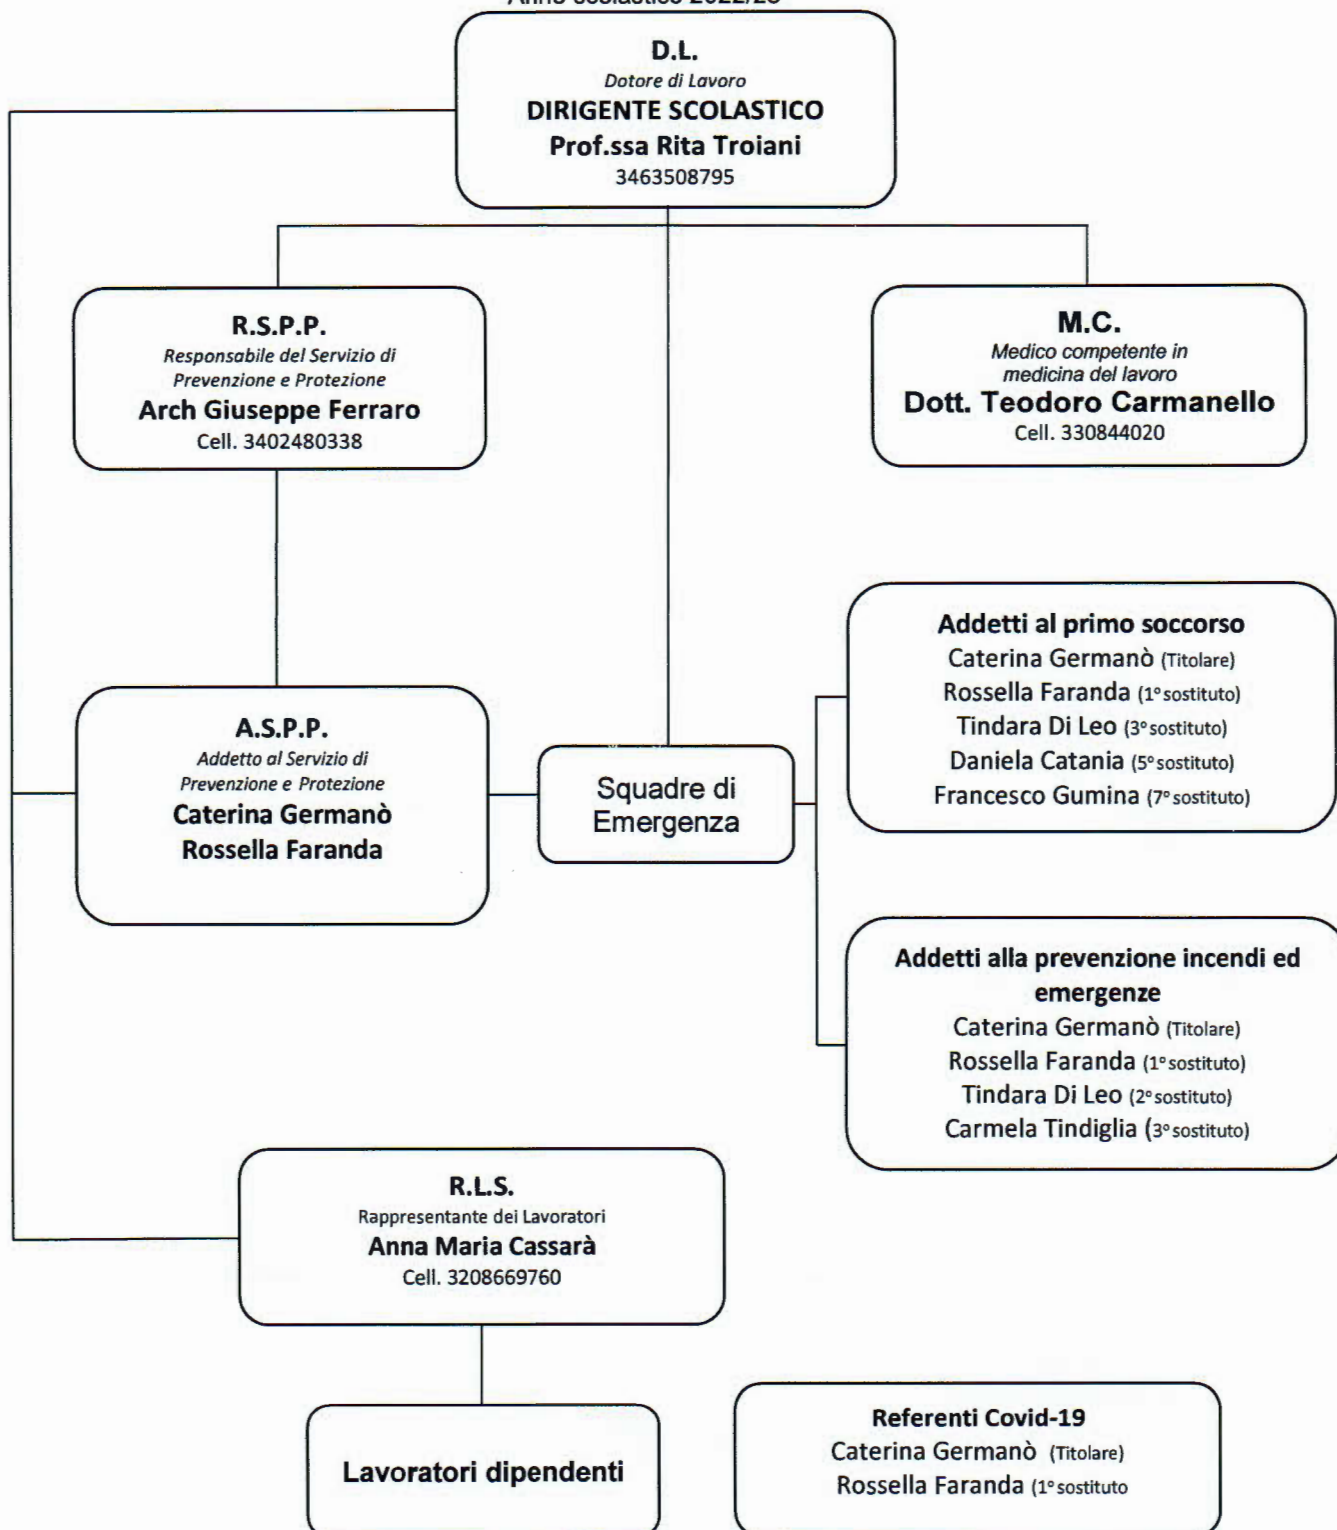 Anno scolastico 2022/23
D.L.
Dotore di Lavoro
DIRIGENTE SCOLASTICO
Prof.ssa Rita Troiani
3463508795
R.S.P.P.
Responsabile del Servizio di
Prevenzione e Protezione
Arch Giuseppe Ferraro
Cell. 3402480338
M.C.
Medico competente in
medicina del lavoro
Dott. Teodoro Carmanello
Cell. 330844020
Addetti al primo soccorso
Caterina Germanò (Titolare)
Rossella Faranda (1° sostituto)
Tindara Di Leo (3° sostituto)
Daniela Catania (5° sostituto)
Francesco Gumina (7° sostituto)
A.S.P.P.
Addetto al Servizio di
Prevenzione e Protezione
Caterina Germanò
Rossella Faranda
Squadre di
Emergenza
Addetti alla prevenzione incendi ed
emergenze
Caterina Germanò (Titolare)
Rossella Faranda (1° sostituto)
Tindara Di Leo (2° sostituto)
Carmela Tindiglia (3° sostituto)
R.L.S.
Rappresentante dei Lavoratori
Anna Maria Cassarà
Cell. 3208669760
Lavoratori dipendenti
Referenti Covid-19
Caterina Germanò (Titolare)
Rossella Faranda (1° sostituto